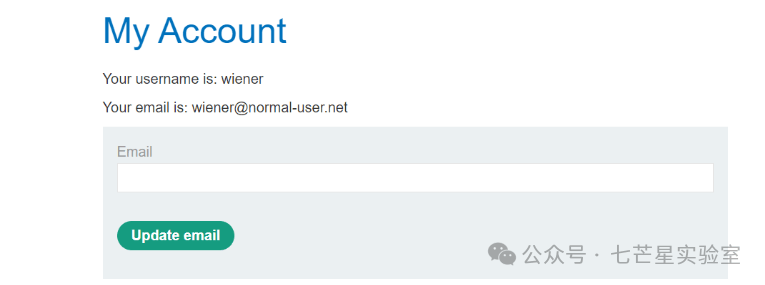 My Account
Your username is: wiener
Your email is: wiener@normal-user.net
Email
Update email
公众号 · 七芒星实验室